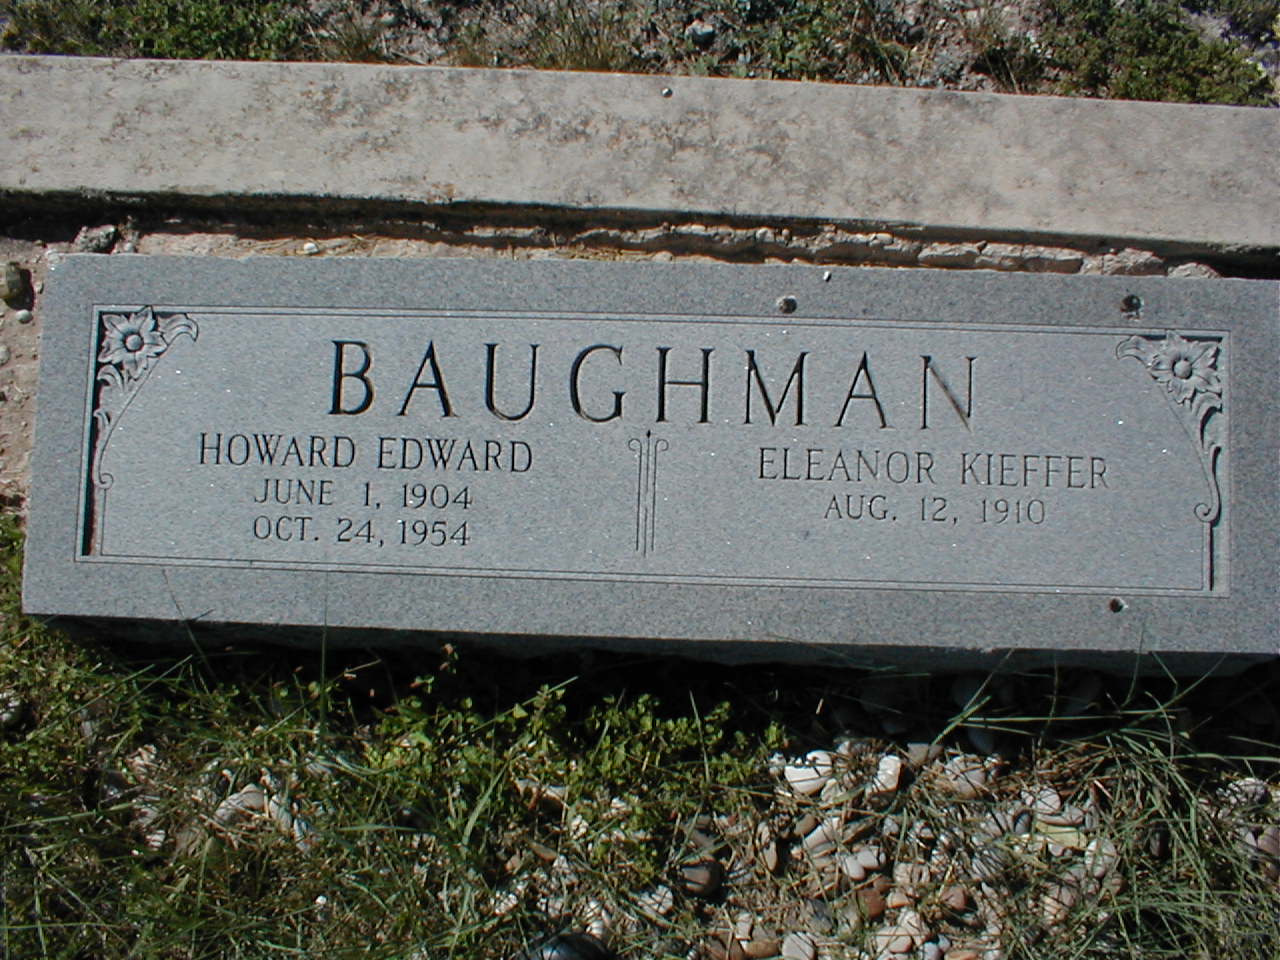 BAUGHMAN
HOWARD EDWARD
JUNE 1, 1904
OCT. 24, 1954
ELEANOR KIEFFER
AUG. 12, 1910